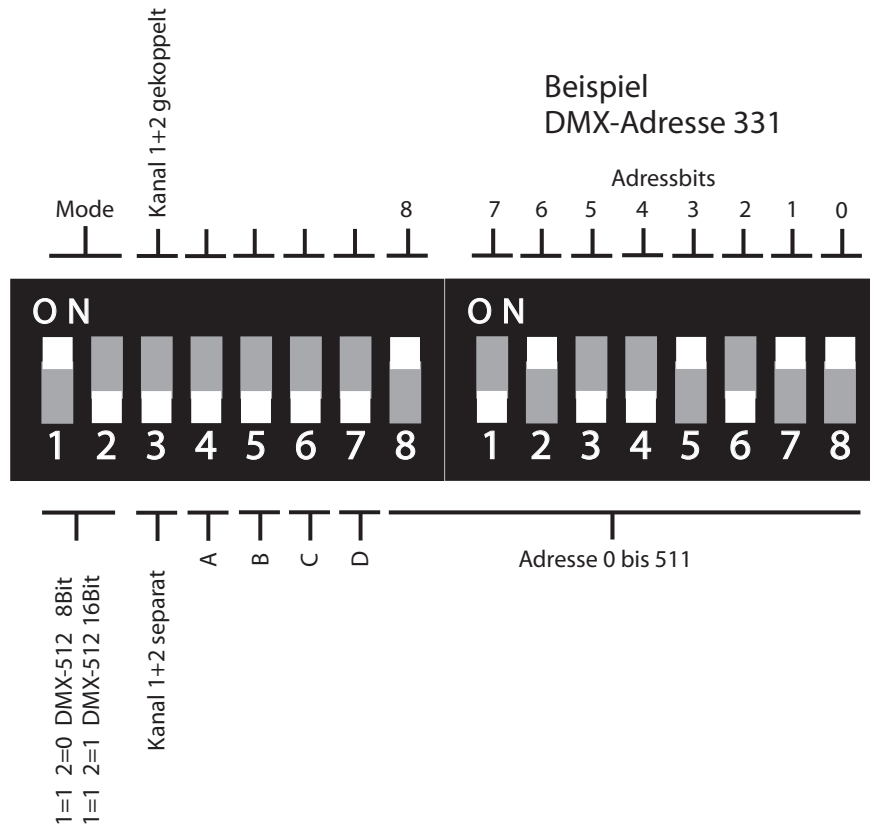 Beispiel
DMX-Adresse 331
Kanal 1+2 gekoppelt
Adressbits
Mode
8 7 6 5 4 3 2 1 0
ON ON
1 2 3 4 5 6 7 8 1 2 3 4 5 6 7 8
A B C D
Adresse 0 bis 511
1=1 2=0 DMX-512 8Bit
1=1 2=1 DMX-512 16Bit
Kanal 1+2 separat